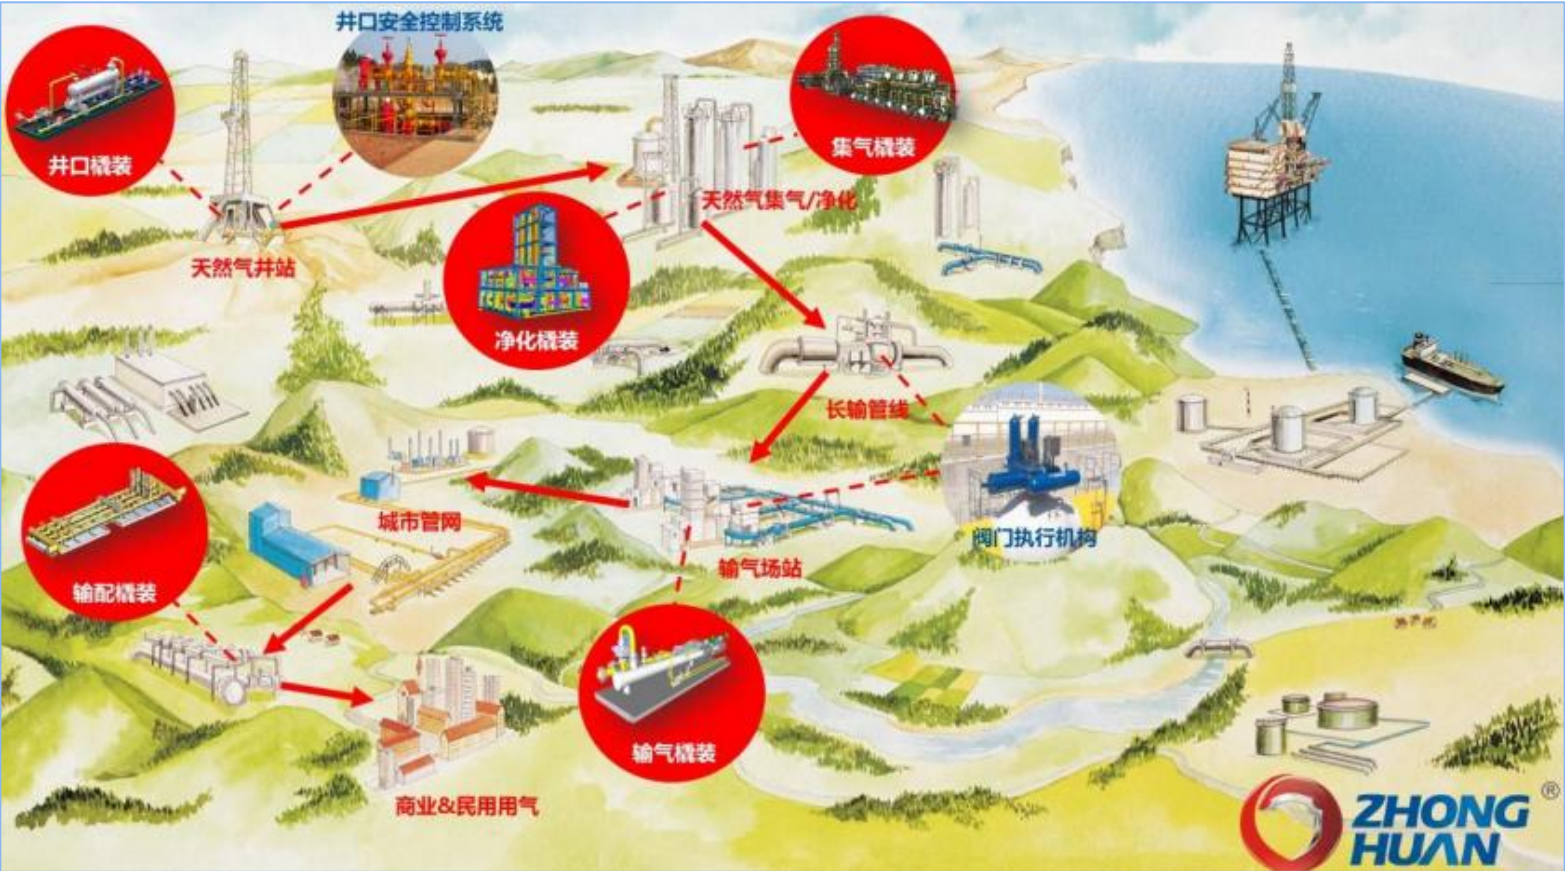 井口安全控制系统
井口橇装
集气橇装
天然气集气/净化
天然气井站
净化橇装
长输管线
城市管网
阀门执行机构
输气场站
输配橇装
输气橇装
商业&民用用气
ZHONG
HUAN
®